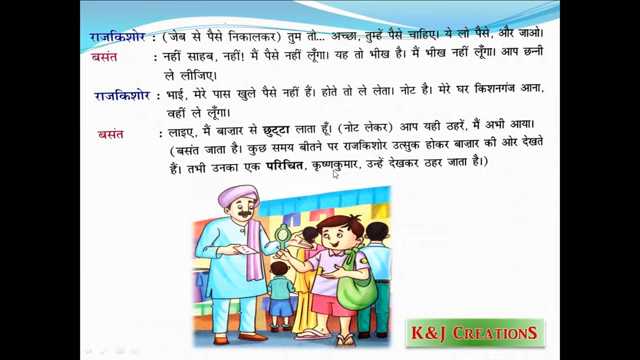 राजकिशोर : (जेब से पैसे निकालकर) तुम तो... अच्छा, तुम्हें पैसे चाहिए। ये लो पैसे, और जाओ।
बसंत : नहीं साहब, नहीं! मैं पैसे नहीं लूँगा। यह तो भीख है। मैं भीख नहीं लूँगा। आप छन्नी
ले लीजिए।
राजकिशोर : भाई, मेरे पास खुले पैसे नहीं हैं। होते तो ले लेता। नोट है। मेरे घर किशनगंज आना,
वहीं ले लूँगा।
बसंत : लाइए, मैं बाज़ार से छुट्टा लाता हूँ। (नोट लेकर) आप यही ठहरें, मैं अभी आया।
(बसंत जाता है। कुछ समय बीतने पर राजकिशोर उत्सुक होकर बाज़ार की ओर देखते
हैं। तभी उनका एक परिचित, कृष्णकुमार, उन्हें देखकर ठहर जाता है।)
K&J CREATIONS